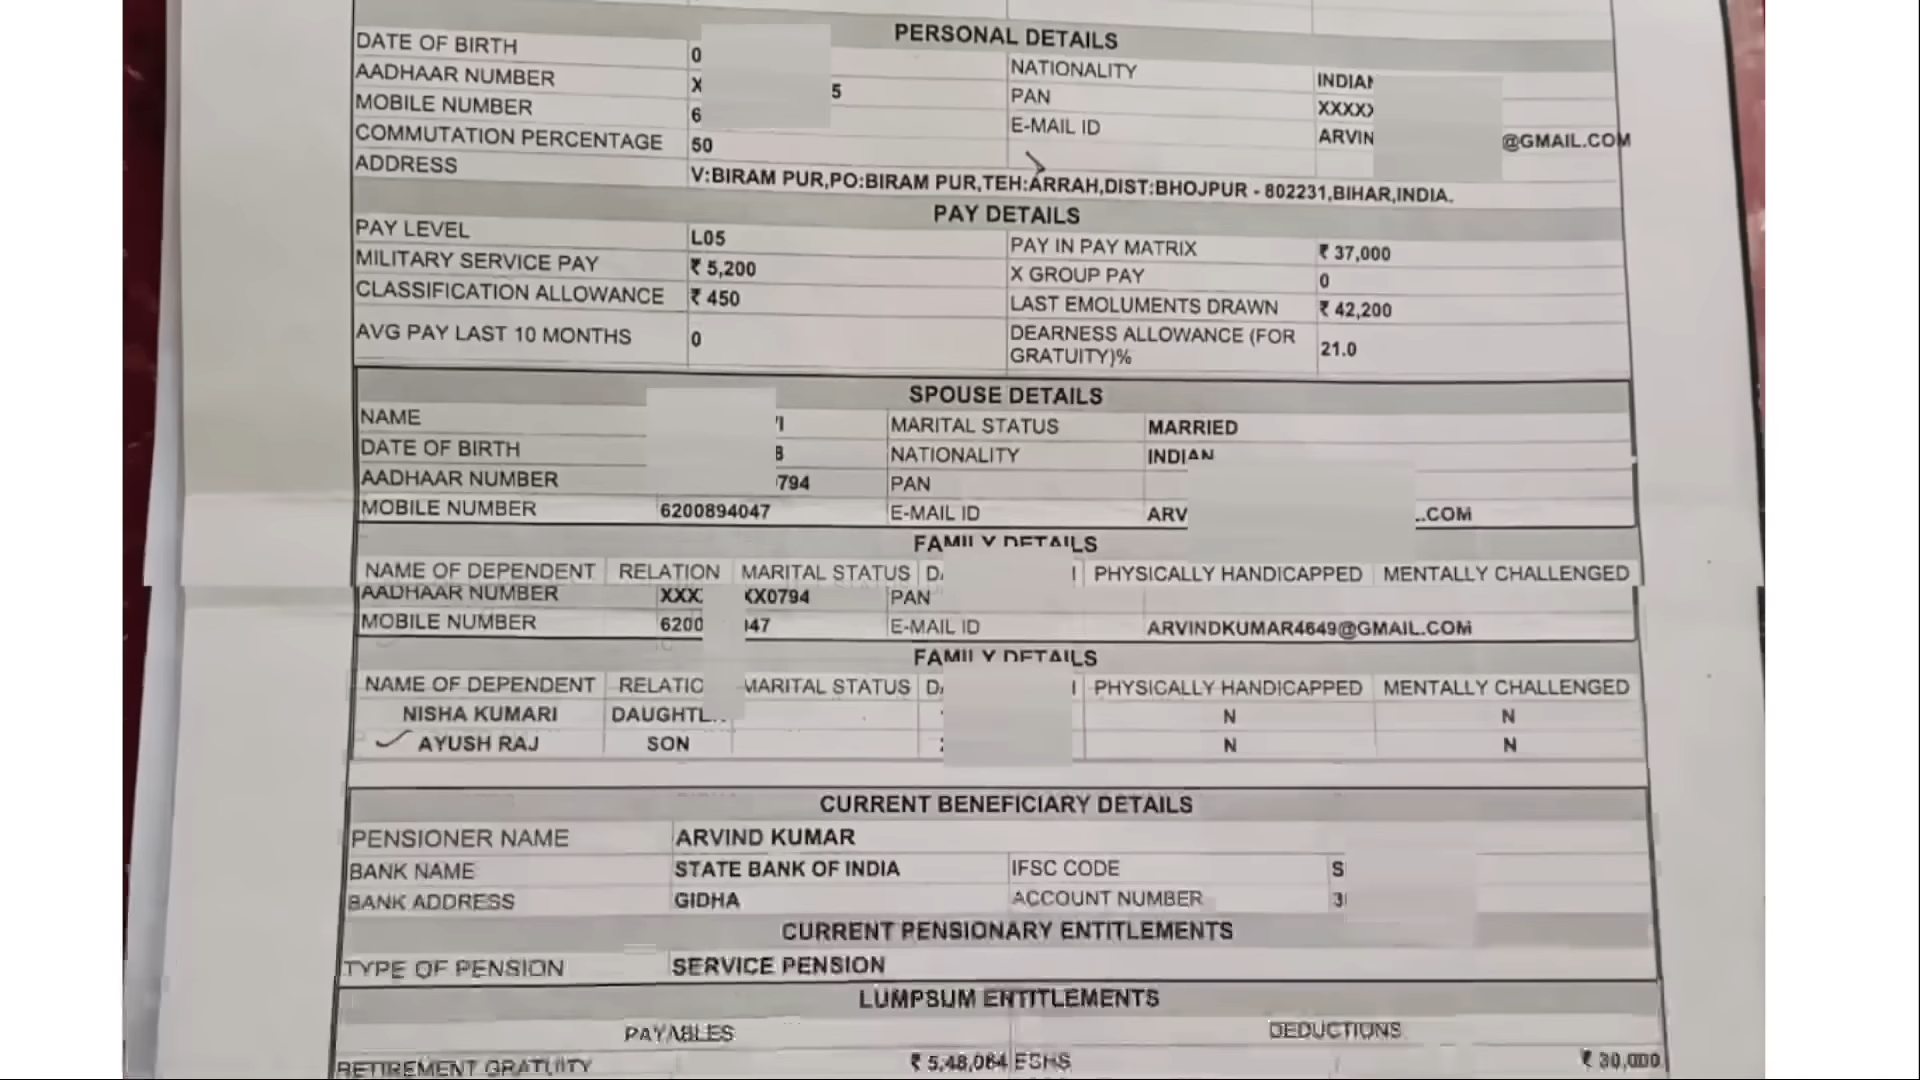 PERSONAL DETAILS
DATE OF BIRTH 0 NATIONALITY INDIAN
AADHAAR NUMBER X 5 PAN XXXXX
MOBILE NUMBER 6 E-MAIL ID ARVIN @GMAIL.COM
COMMUTATION PERCENTAGE 50
ADDRESS V:BIRAM PUR,PO:BIRAM PUR,TEH:ARRAH,DIST:BHOJPUR - 802231,BIHAR,INDIA.
PAY DETAILS
PAY LEVEL L05 PAY IN PAY MATRIX ₹ 37,000
MILITARY SERVICE PAY ₹ 5,200 X GROUP PAY 0
CLASSIFICATION ALLOWANCE ₹ 450 LAST EMOLUMENTS DRAWN ₹ 42,200
AVG PAY LAST 10 MONTHS 0 DEARNESS ALLOWANCE (FOR GRATUITY)% 21.0
SPOUSE DETAILS
NAME VI MARITAL STATUS MARRIED
DATE OF BIRTH 8 NATIONALITY INDIAN
AADHAAR NUMBER 794 PAN
MOBILE NUMBER 6200894047 E-MAIL ID ARV .COM
FAMILY DETAILS
NAME OF DEPENDENT RELATION MARITAL STATUS PHYSICALLY HANDICAPPED MENTALLY CHALLENGED
AADHAAR NUMBER XXX XX0794 PAN
MOBILE NUMBER 6200 47 E-MAIL ID ARVINDKUMAR4649@GMAIL.COM
FAMILY DETAILS
NAME OF DEPENDENT RELATIO MARITAL STATUS PHYSICALLY HANDICAPPED MENTALLY CHALLENGED
NISHA KUMARI DAUGHTE N N
AYUSH RAJ SON N N
CURRENT BENEFICIARY DETAILS
PENSIONER NAME ARVIND KUMAR
BANK NAME STATE BANK OF INDIA IFSC CODE S
BANK ADDRESS GIDHA ACCOUNT NUMBER 3
CURRENT PENSIONARY ENTITLEMENTS
TYPE OF PENSION SERVICE PENSION
LUMPSUM ENTITLEMENTS
PAYABLES DEDUCTIONS
RETIREMENT GRATUITY ₹ 5,48,064 ECHS ₹ 30,000